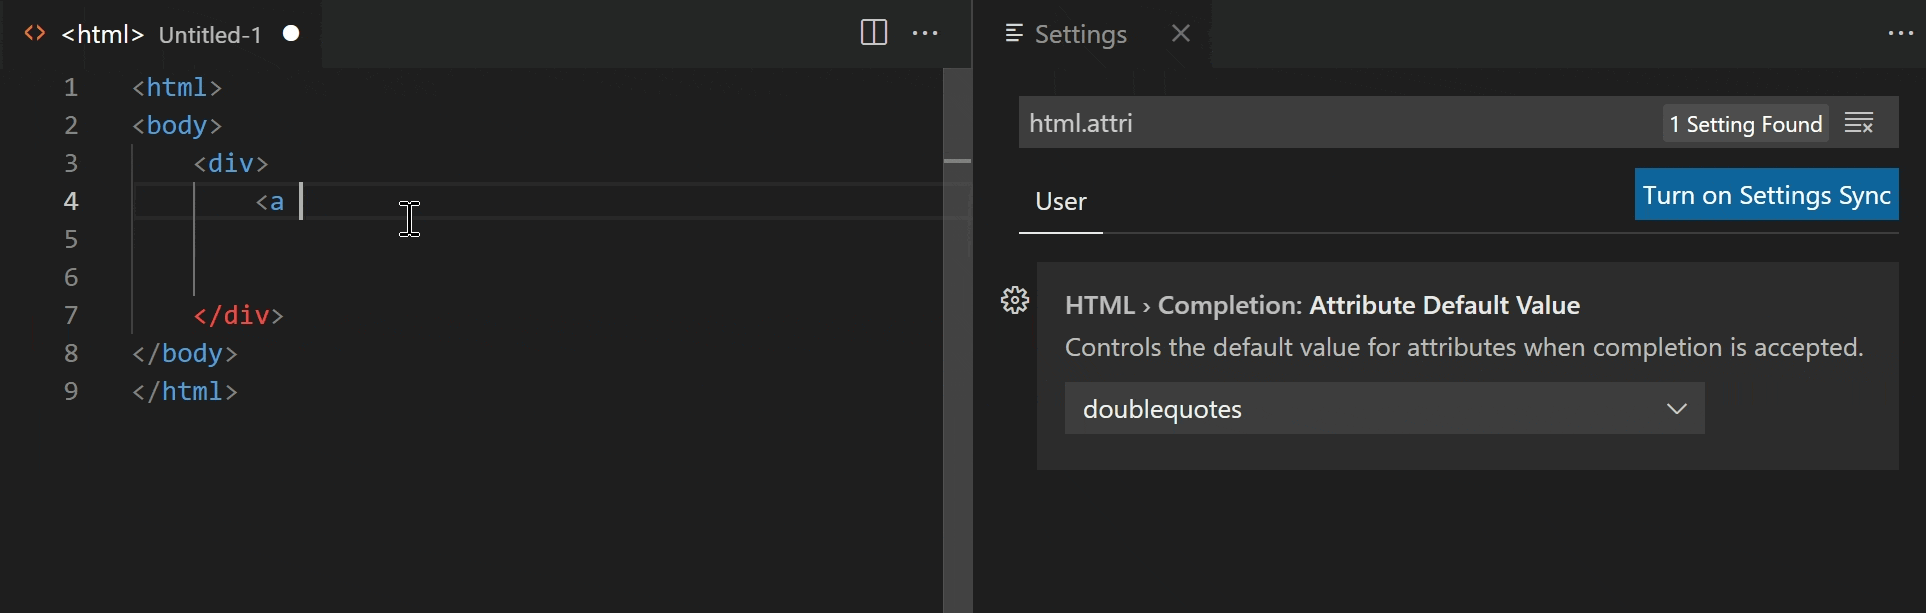 <html> Untitled-1
1 <html>
2 <body>
3 <div>
4 <a
5
6
7 </div>
8 </body>
9 </html>
Settings
html.attri 1 Setting Found
User Turn on Settings Sync
HTML › Completion: Attribute Default Value
Controls the default value for attributes when completion is accepted.
doublequotes